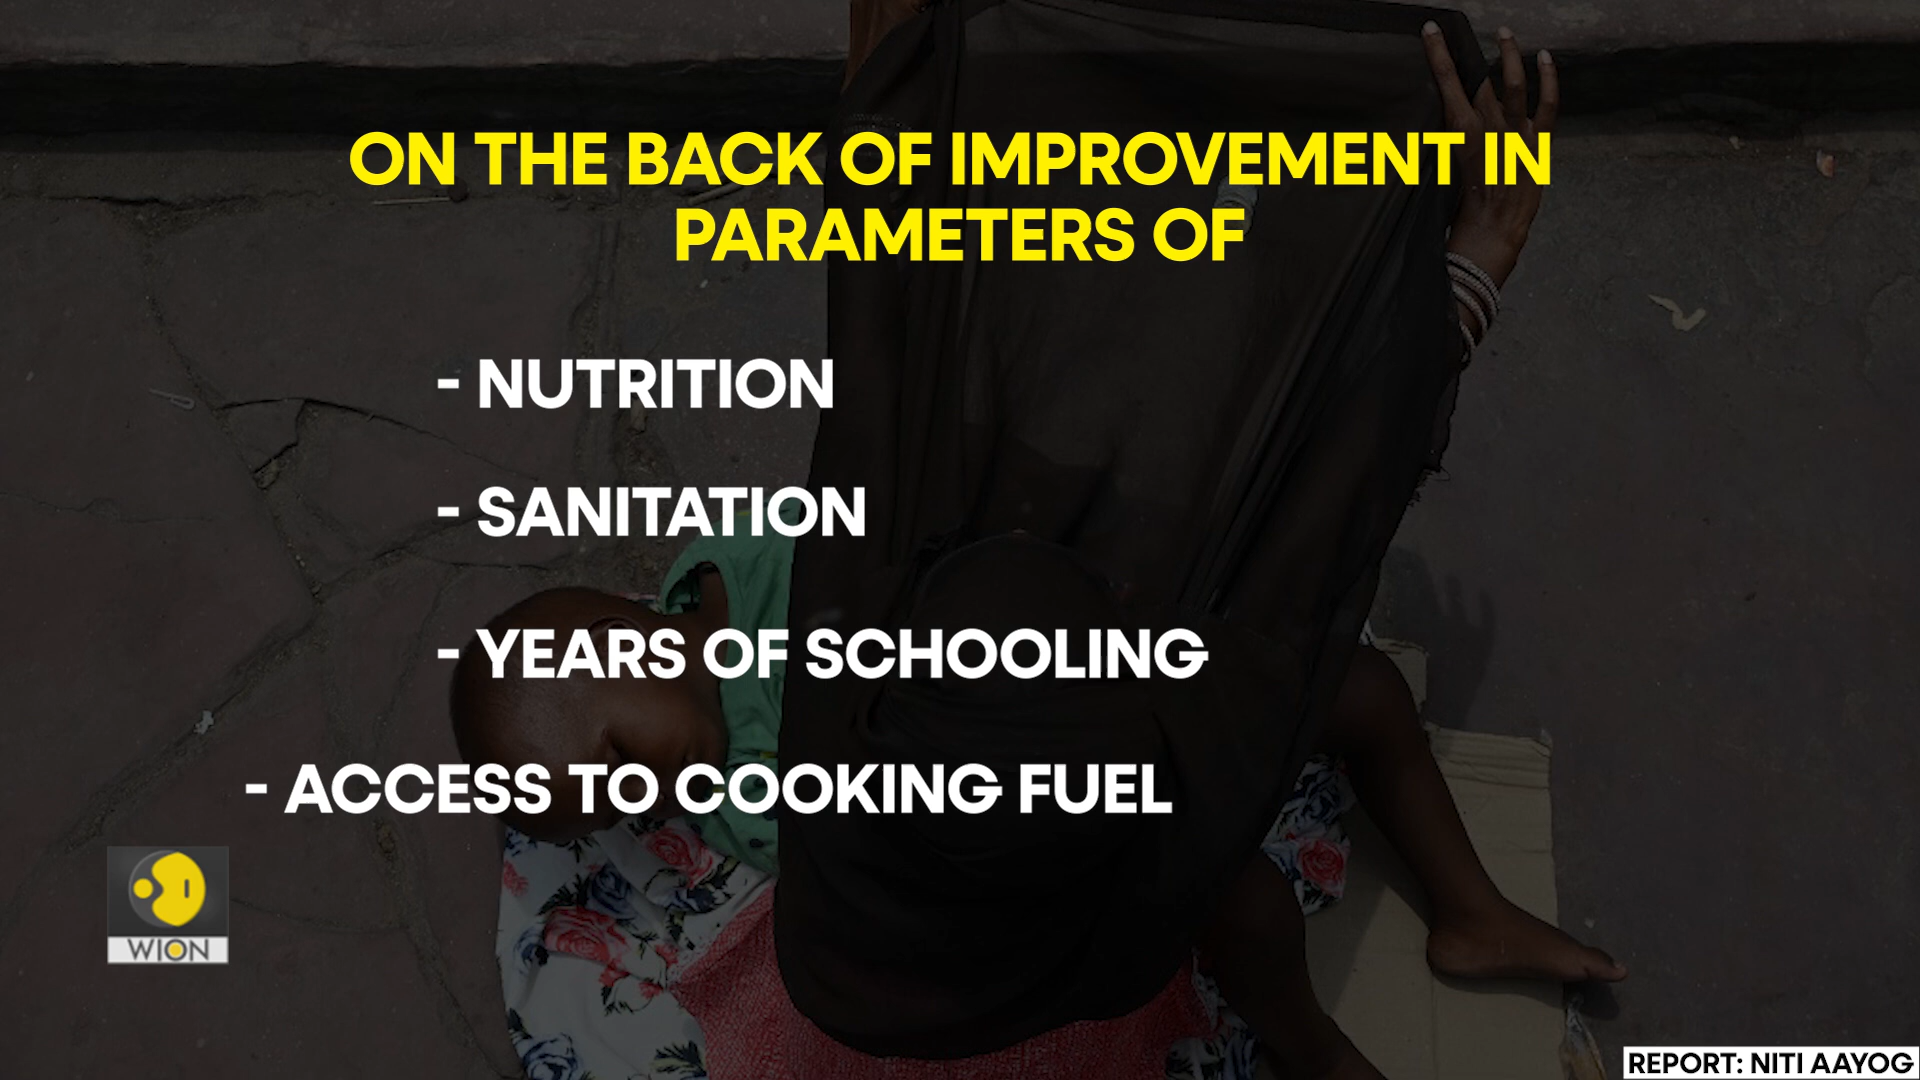 ON THE BACK OF IMPROVEMENT IN
PARAMETERS OF
- NUTRITION
- SANITATION
- YEARS OF SCHOOLING
- ACCESS TO COOKING FUEL
WION
REPORT: NITI AAYOG